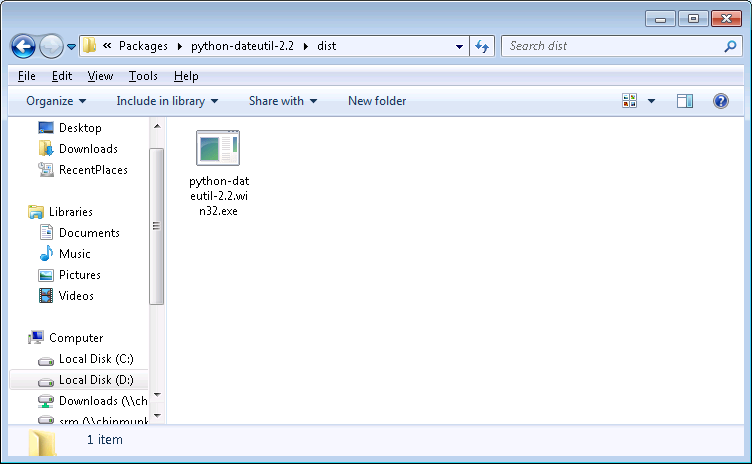 « Packages python-dateutil-2.2 dist
Search dist
File Edit View Tools Help
Organize Include in library Share with New folder
Desktop
Downloads
RecentPlaces
Libraries
Documents
Music
Pictures
Videos
Computer
Local Disk (C:)
Local Disk (D:)
Downloads (\\ch
srm (\\chipmunk
python-dat
eutil-2.2.wi
n32.exe
1 item